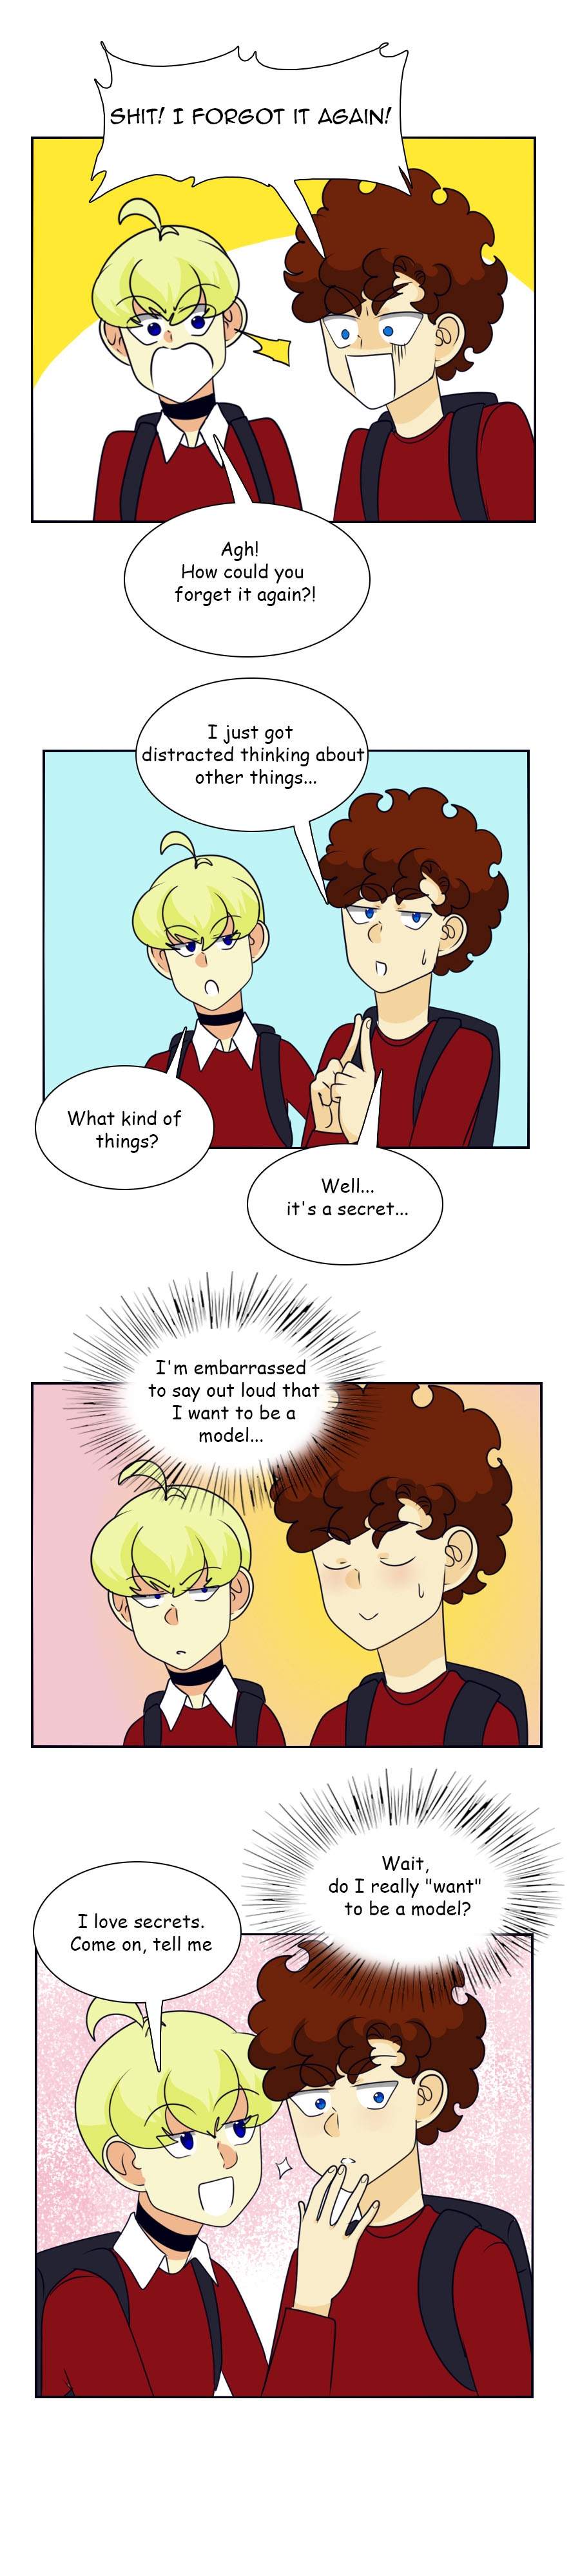 SHIT! I FORGOT IT AGAIN!
Agh!
How could you
forget it again?!
I just got
distracted thinking about
other things...
What kind of
things?
Well...
it's a secret...
I'm embarrassed
to say out loud that
I want to be a
model...
Wait,
do I really "want"
to be a model?
I love secrets.
Come on, tell me